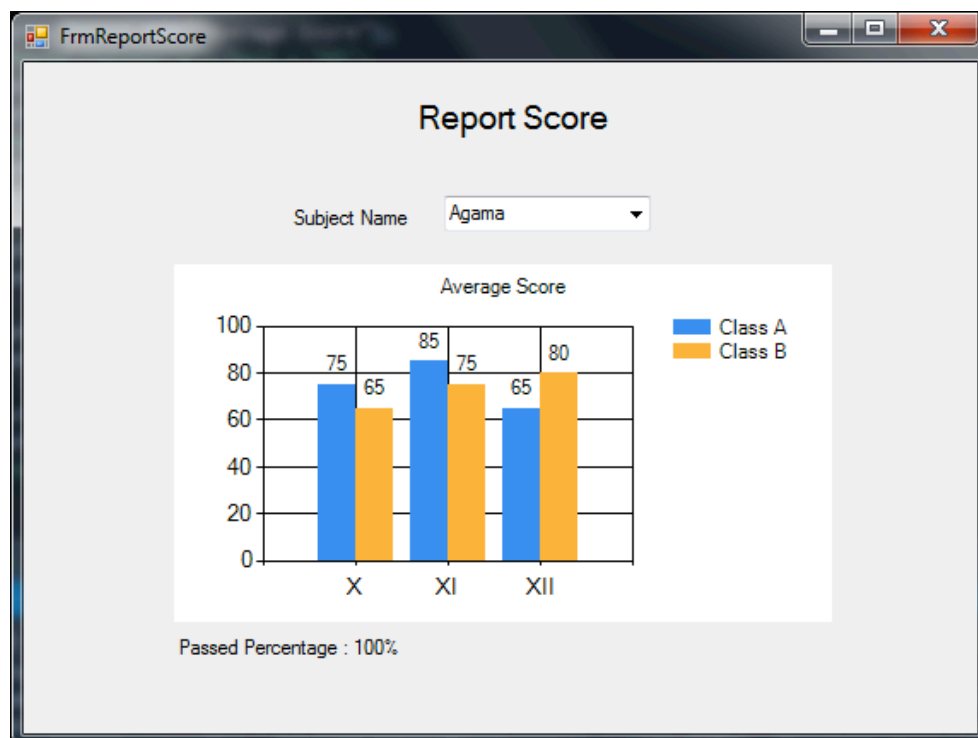 FrmReportScore
Report Score
Subject Name Agama
Average Score
100
80
60
40
20
0
75
65
85
75
65
80
X XI XII
Class A
Class B
Passed Percentage : 100%